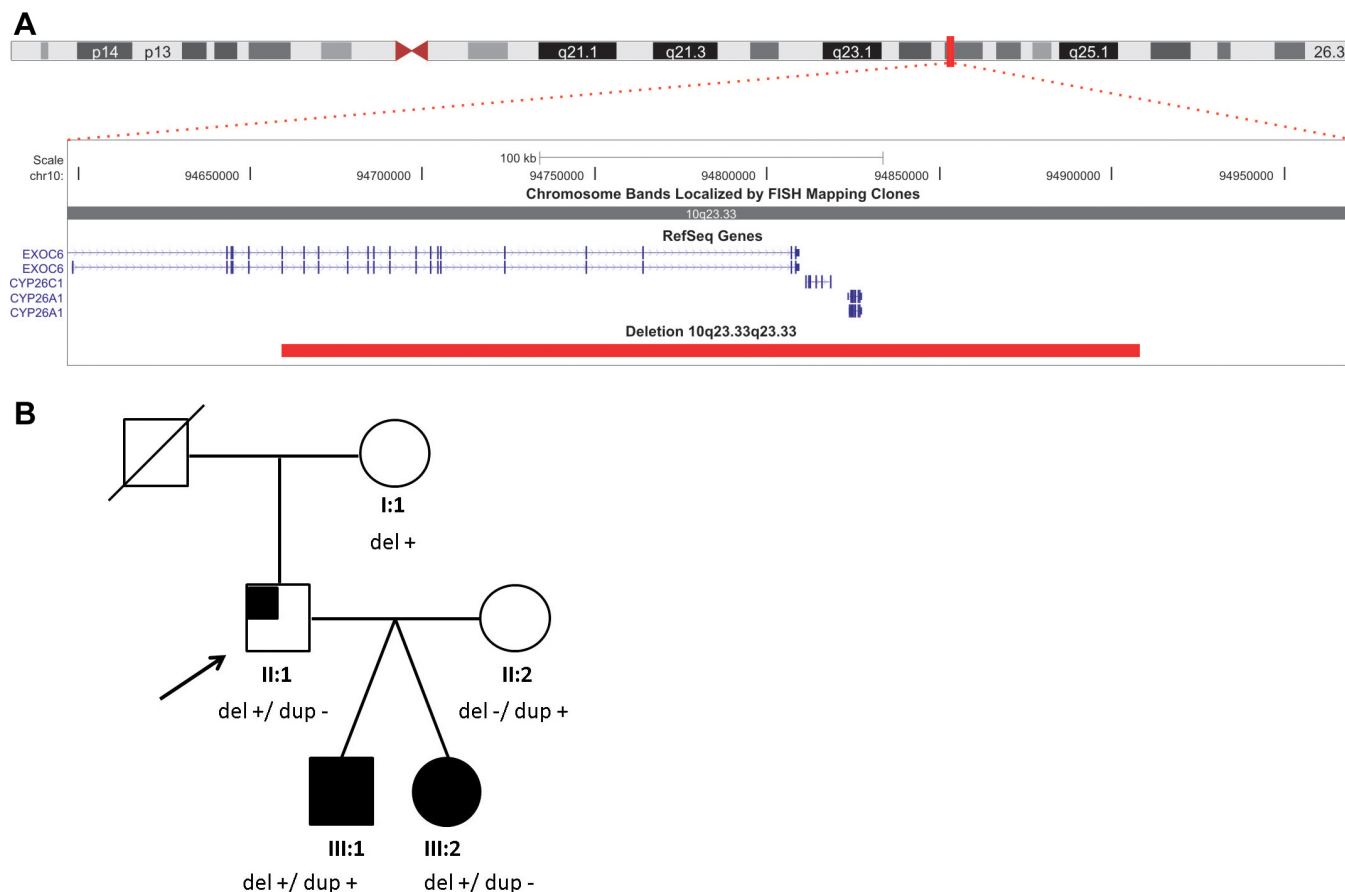 A
p14 p13 q21.1 q21.3 q23.1 q25.1 26.3
Scale 100 kb
chr10: 94650000 94700000 94750000 94800000 94850000 94900000 94950000
Chromosome Bands Localized by FISH Mapping Clones
10q23.33
RefSeq Genes
EXOC6
EXOC6
CYP26C1
CYP26A1
CYP26A1
Deletion 10q23.33q23.33
B
I:1
del +
II:1 II:2
del +/ dup - del -/ dup +
III:1 III:2
del +/ dup + del +/ dup -